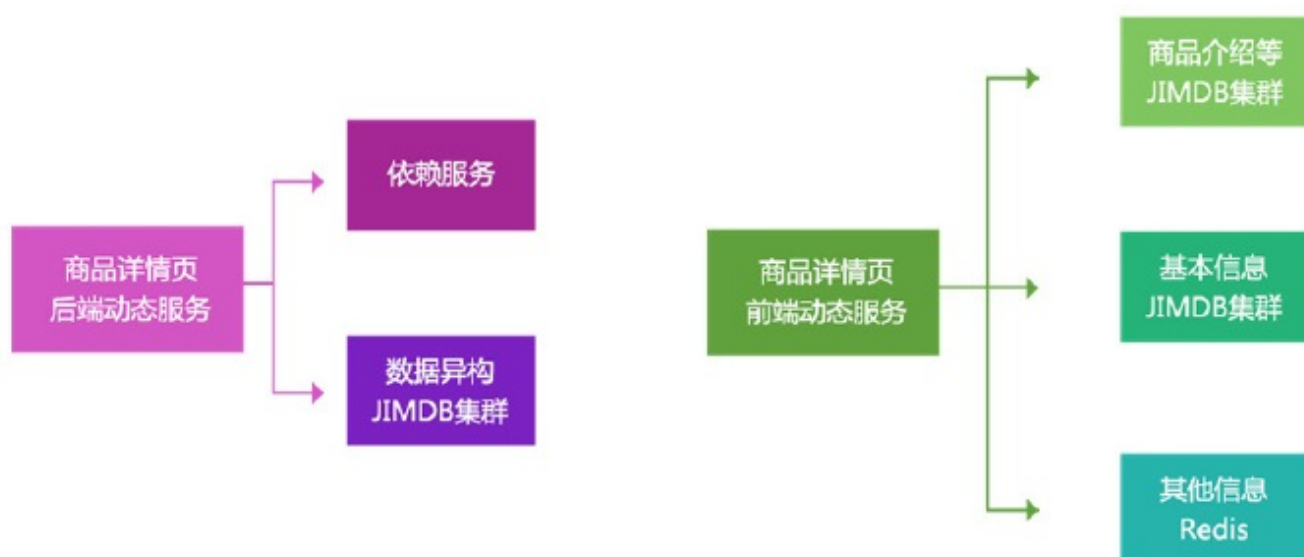 商品详情页
后端动态服务
依赖服务
数据异构
JIMDB集群
商品详情页
前端动态服务
商品介绍等
JIMDB集群
基本信息
JIMDB集群
其他信息
Redis